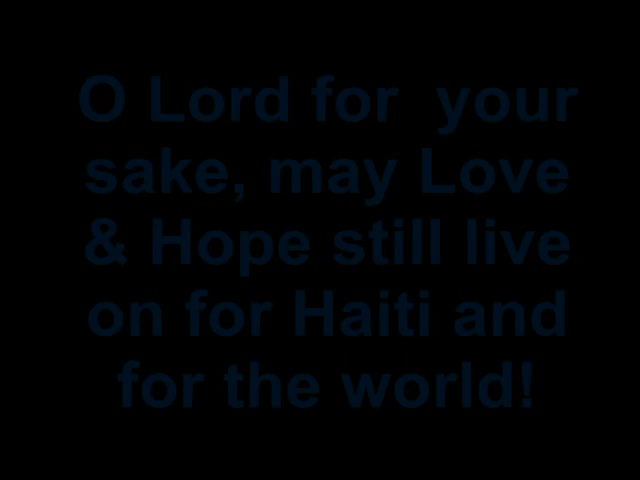 O Lord for  your
sake, may Love
& Hope still live
on for Haiti and
for the world!